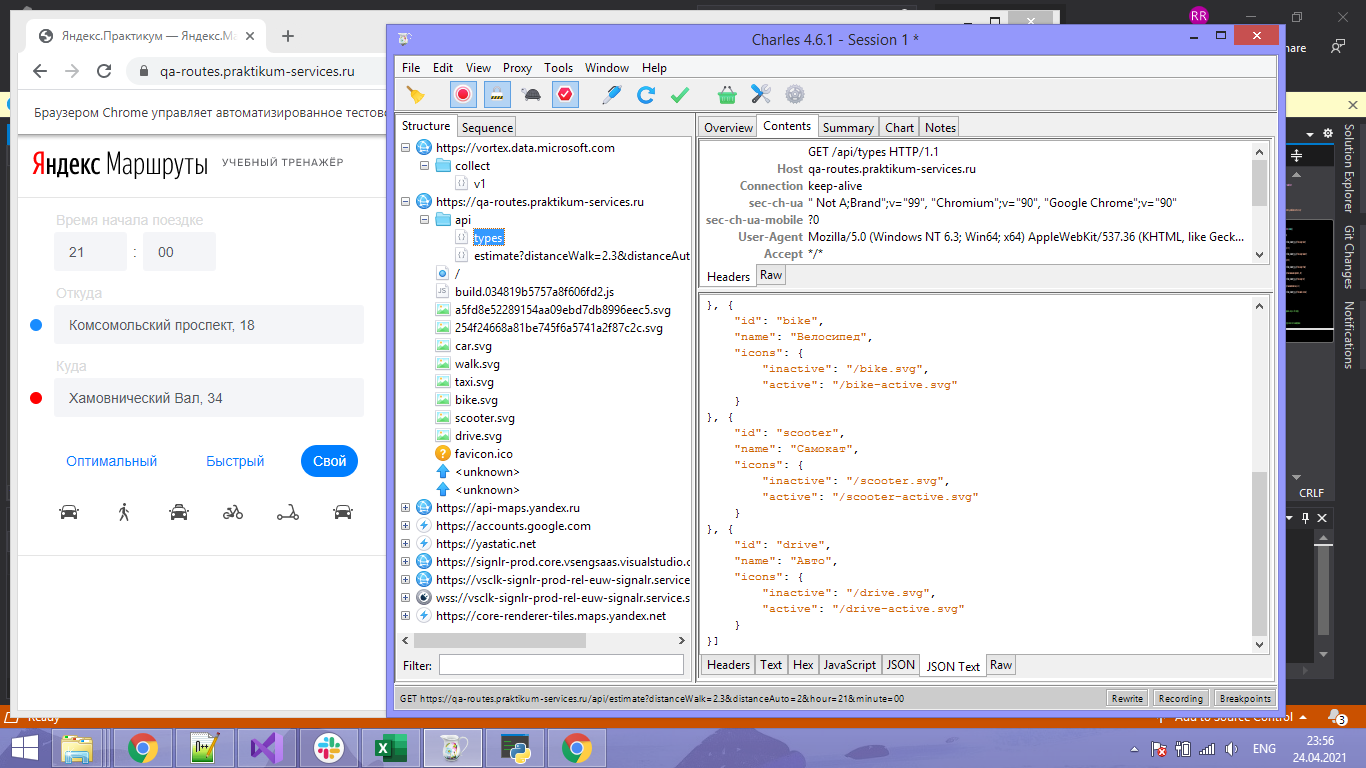 RR
Яндекс.Практикум — Яндекс.М
qa-routes.praktikum-services.ru
Браузером Chrome управляет автоматизированное тестово
Яндекс Маршруты УЧЕБНЫЙ ТРЕНАЖЁР
Время начала поездке
21 : 00
Откуда
Комсомольский проспект, 18
Куда
Хамовнический Вал, 34
Оптимальный Быстрый Свой
Charles 4.6.1 - Session 1 *
File Edit View Proxy Tools Window Help
Structure Sequence
https://vortex.data.microsoft.com
collect
v1
https://qa-routes.praktikum-services.ru
api
types
estimate?distanceWalk=2.3&distanceAut
/
build.034819b5757a8f606fd2.js
a5fd8e52289154aa09ebd7db8996eec5.svg
254f24668a81be745f6a5741a2f87c2c.svg
car.svg
walk.svg
taxi.svg
bike.svg
scooter.svg
drive.svg
favicon.ico
<unknown>
<unknown>
https://api-maps.yandex.ru
https://accounts.google.com
https://yastatic.net
https://signlr-prod.core.vsengsaas.visualstudio.c
https://vsclk-signlr-prod-rel-euw-signalr.service
wss://vsclk-signlr-prod-rel-euw-signalr.service.s
https://core-renderer-tiles.maps.yandex.net
Filter:
Overview Contents Summary Chart Notes
GET /api/types HTTP/1.1
Host qa-routes.praktikum-services.ru
Connection keep-alive
sec-ch-ua " Not A;Brand";v="99", "Chromium";v="90", "Google Chrome";v="90"
sec-ch-ua-mobile ?0
User-Agent Mozilla/5.0 (Windows NT 6.3; Win64; x64) AppleWebKit/537.36 (KHTML, like Geck...
Accept */*
Headers Raw
}, {
"id": "bike",
"name": "Велосипед",
"icons": {
"inactive": "/bike.svg",
"active": "/bike-active.svg"
}
}, {
"id": "scooter",
"name": "Самокат",
"icons": {
"inactive": "/scooter.svg",
"active": "/scooter-active.svg"
}
}, {
"id": "drive",
"name": "Авто",
"icons": {
"inactive": "/drive.svg",
"active": "/drive-active.svg"
}
}]
Headers Text Hex JavaScript JSON JSON Text Raw
GET https://qa-routes.praktikum-services.ru/api/estimate?distanceWalk=2.3&distanceAuto=2&hour=21&minute=00
Rewrite Recording Breakpoints
hare
Solution Explorer
Git Changes
Notifications
CRLF
Ready
Add to Source Control
3
ENG
23:56
24.04.2021